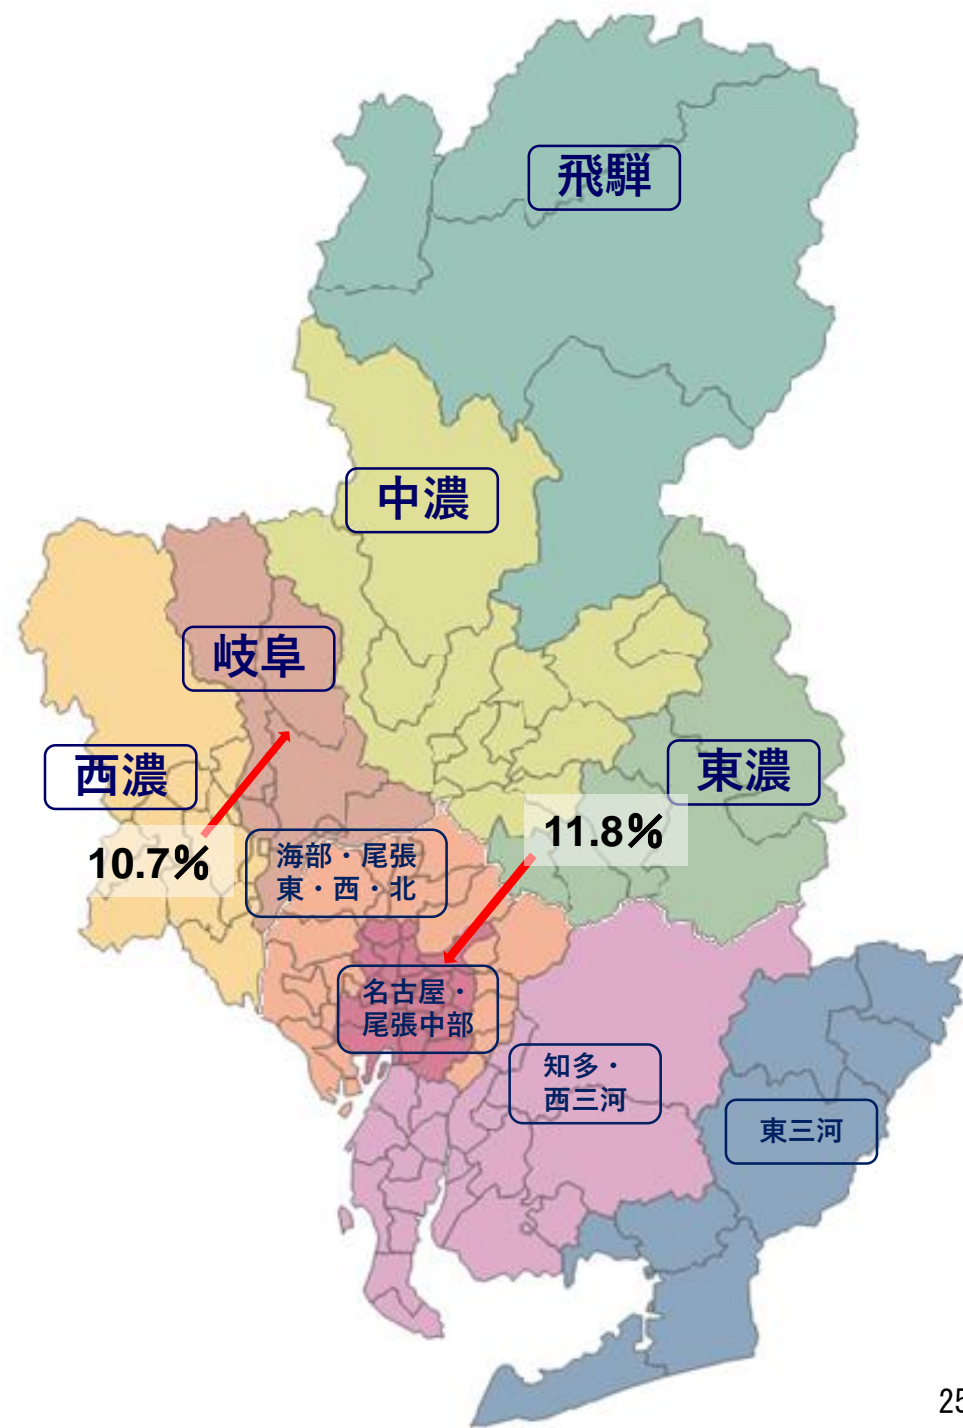 飛騨
中濃
岐阜
西濃
東濃
11.8%
10.7%
海部・尾張
東・西・北
名古屋・
尾張中部
知多・
西三河
東三河
25